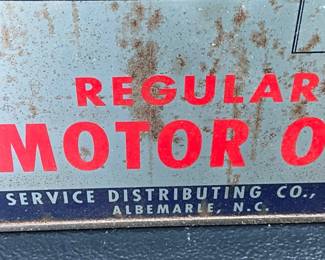 REGULAR
MOTOR O
SERVICE DISTRIBUTING CO.,
ALBEMARLE, N.C.